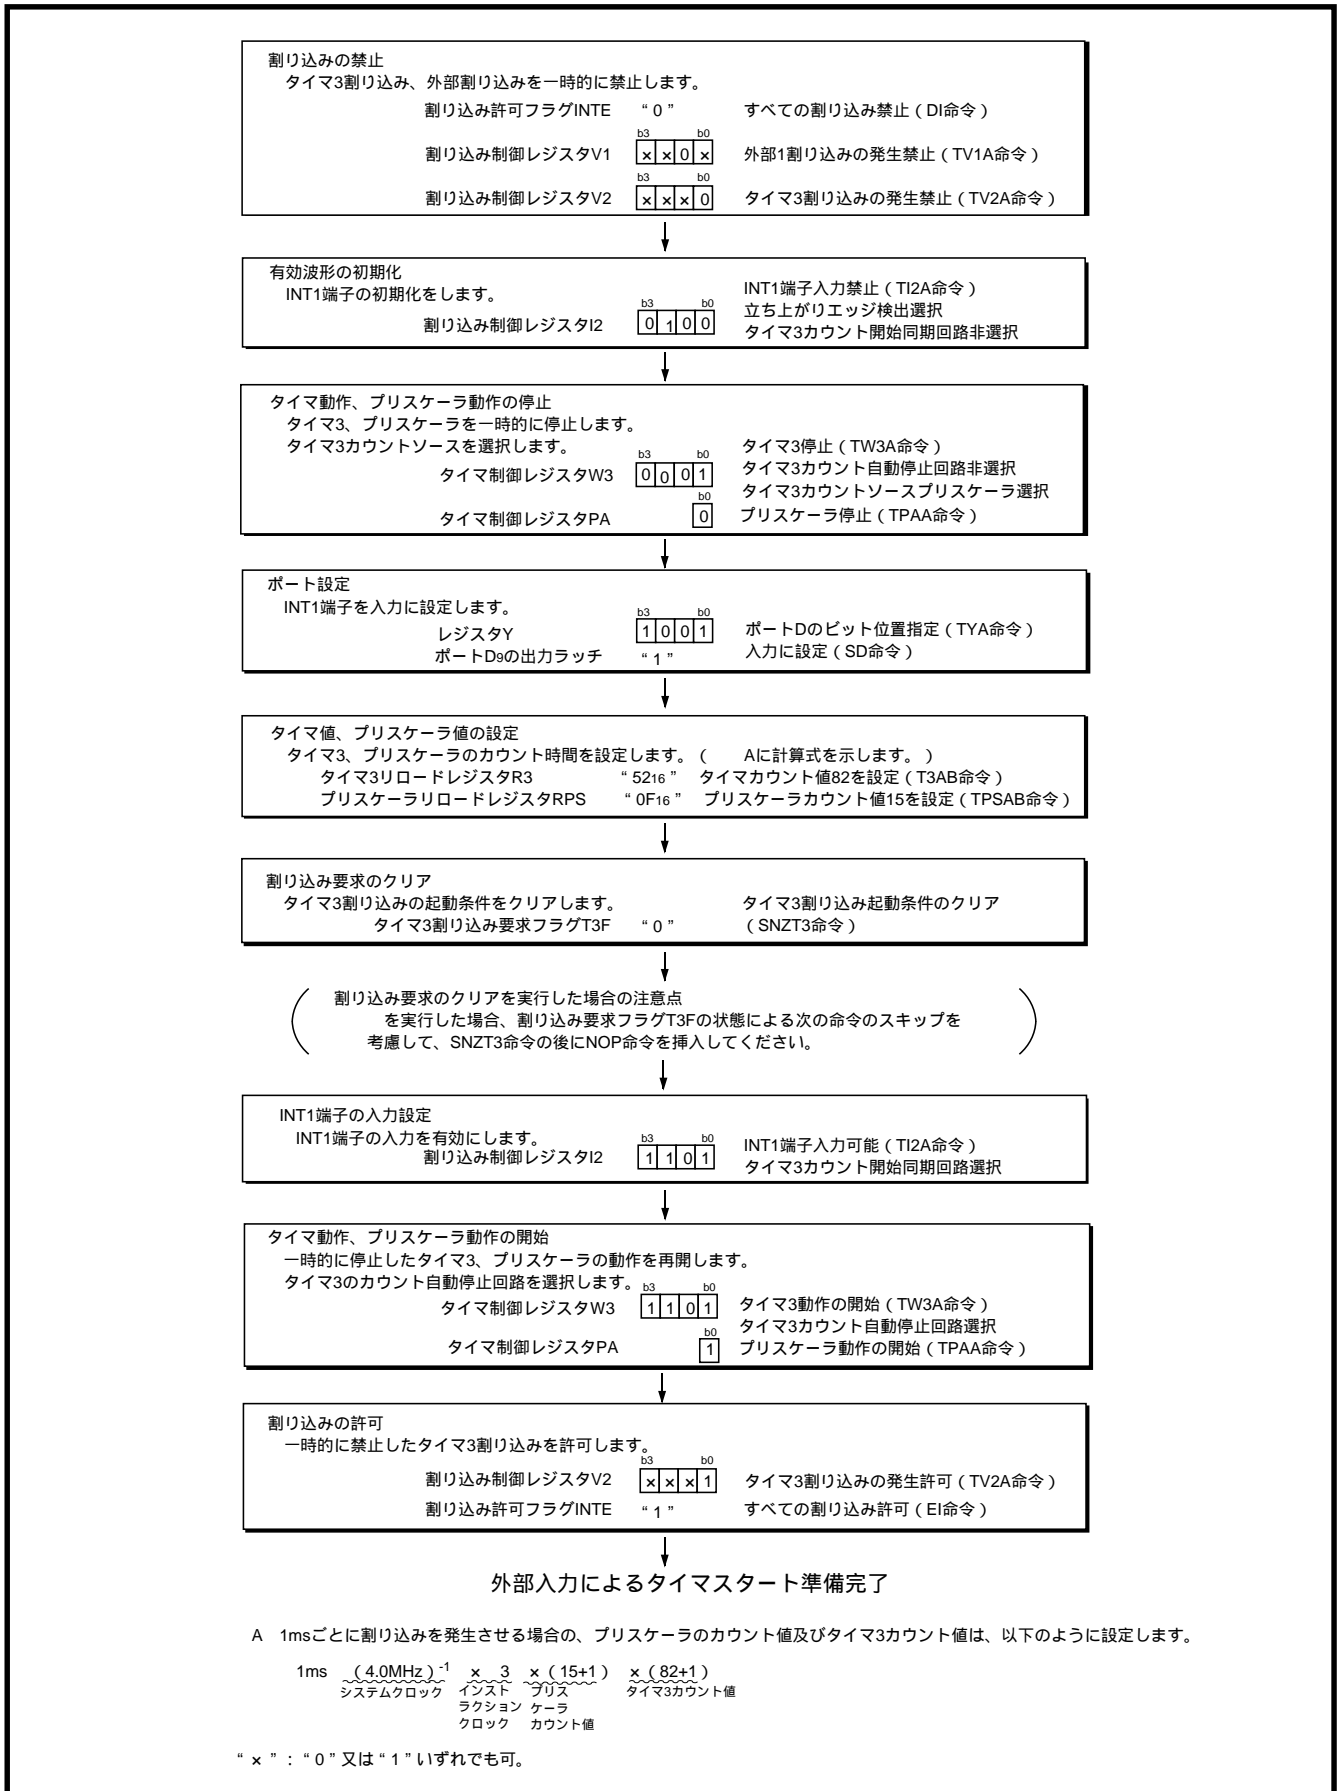 割り込みの禁止
タイマ3割り込み、外部割り込みを一時的に禁止します。
割り込み許可フラグINTE “ 0 ” すべての割り込み禁止 ( DI命令 )
b3 b0
割り込み制御レジスタV1 × × 0 × 外部1割り込みの発生禁止 ( TV1A命令 )
b3 b0
割り込み制御レジスタV2 × × × 0 タイマ3割り込みの発生禁止 ( TV2A命令 )
有効波形の初期化
INT1端子の初期化をします。 INT1端子入力禁止 ( TI2A命令 )
b3 b0 立ち上がりエッジ検出選択
割り込み制御レジスタI2 0 1 0 0 タイマ3カウント開始同期回路非選択
タイマ動作、プリスケーラ動作の停止
タイマ3、プリスケーラを一時的に停止します。
タイマ3カウントソースを選択します。 タイマ3停止 ( TW3A命令 )
b3 b0
タイマ制御レジスタW3 0 0 0 1 タイマ3カウント自動停止回路非選択
b0 タイマ3カウントソースプリスケーラ選択
タイマ制御レジスタPA 0 プリスケーラ停止 ( TPAA命令 )
ポート設定
INT1端子を入力に設定します。
b3 b0
レジスタY 1 0 0 1 ポートDのビット位置指定 ( TYA命令 )
ポートD9の出力ラッチ “ 1 ” 入力に設定 ( SD命令 )
タイマ値、プリスケーラ値の設定
タイマ3、プリスケーラのカウント時間を設定します。 ( Aに計算式を示します。 )
タイマ3リロードレジスタR3 “ 5216 ” タイマカウント値82を設定 ( T3AB命令 )
プリスケーラリロードレジスタRPS “ 0F16 ” プリスケーラカウント値15を設定 ( TPSAB命令 )
割り込み要求のクリア
タイマ3割り込みの起動条件をクリアします。 タイマ3割り込み起動条件のクリア
タイマ3割り込み要求フラグT3F “ 0 ” ( SNZT3命令 )
割り込み要求のクリアを実行した場合の注意点
を実行した場合、割り込み要求フラグT3Fの状態による次の命令のスキップを
考慮して、SNZT3命令の後にNOP命令を挿入してください。
INT1端子の入力設定
INT1端子の入力を有効にします。 b3 b0 INT1端子入力可能 ( TI2A命令 )
割り込み制御レジスタI2 1 1 0 1 タイマ3カウント開始同期回路選択
タイマ動作、プリスケーラ動作の開始
一時的に停止したタイマ3、プリスケーラの動作を再開します。
タイマ3のカウント自動停止回路を選択します。 b3 b0
タイマ制御レジスタW3 1 1 0 1 タイマ3動作の開始 ( TW3A命令 )
b0 タイマ3カウント自動停止回路選択
タイマ制御レジスタPA 1 プリスケーラ動作の開始 ( TPAA命令 )
割り込みの許可
一時的に禁止したタイマ3割り込みを許可します。
b3 b0
割り込み制御レジスタV2 × × × 1 タイマ3割り込みの発生許可 ( TV2A命令 )
割り込み許可フラグINTE “ 1 ” すべての割り込み許可 ( EI命令 )
外部入力によるタイマスタート準備完了
A 1msごとに割り込みを発生させる場合の、プリスケーラのカウント値及びタイマ3カウント値は、以下のように設定します。
1ms ( 4.0MHz ) -1 × 3 × ( 15+1 ) × ( 82+1 )
システムクロック インスト プリス タイマ3カウント値
ラクション ケーラ
クロック カウント値
“ × ” : “ 0 ” 又は “ 1 ” いずれでも可。